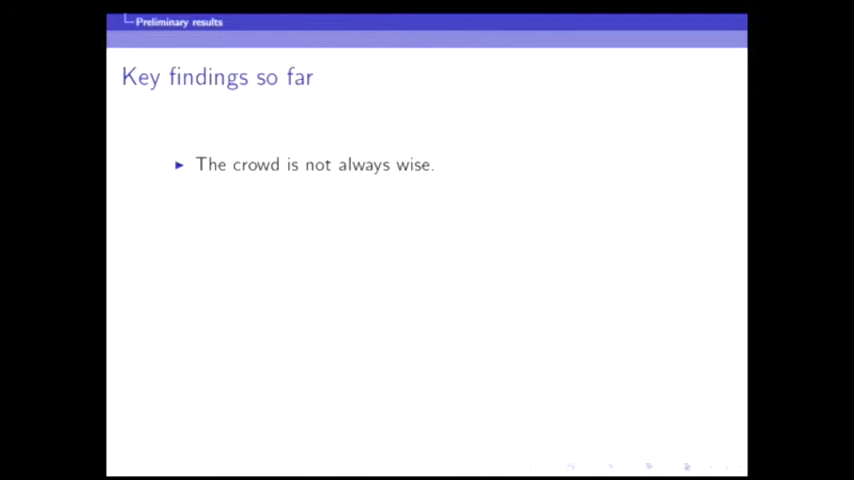 Preliminary results
Key findings so far
The crowd is not always wise.